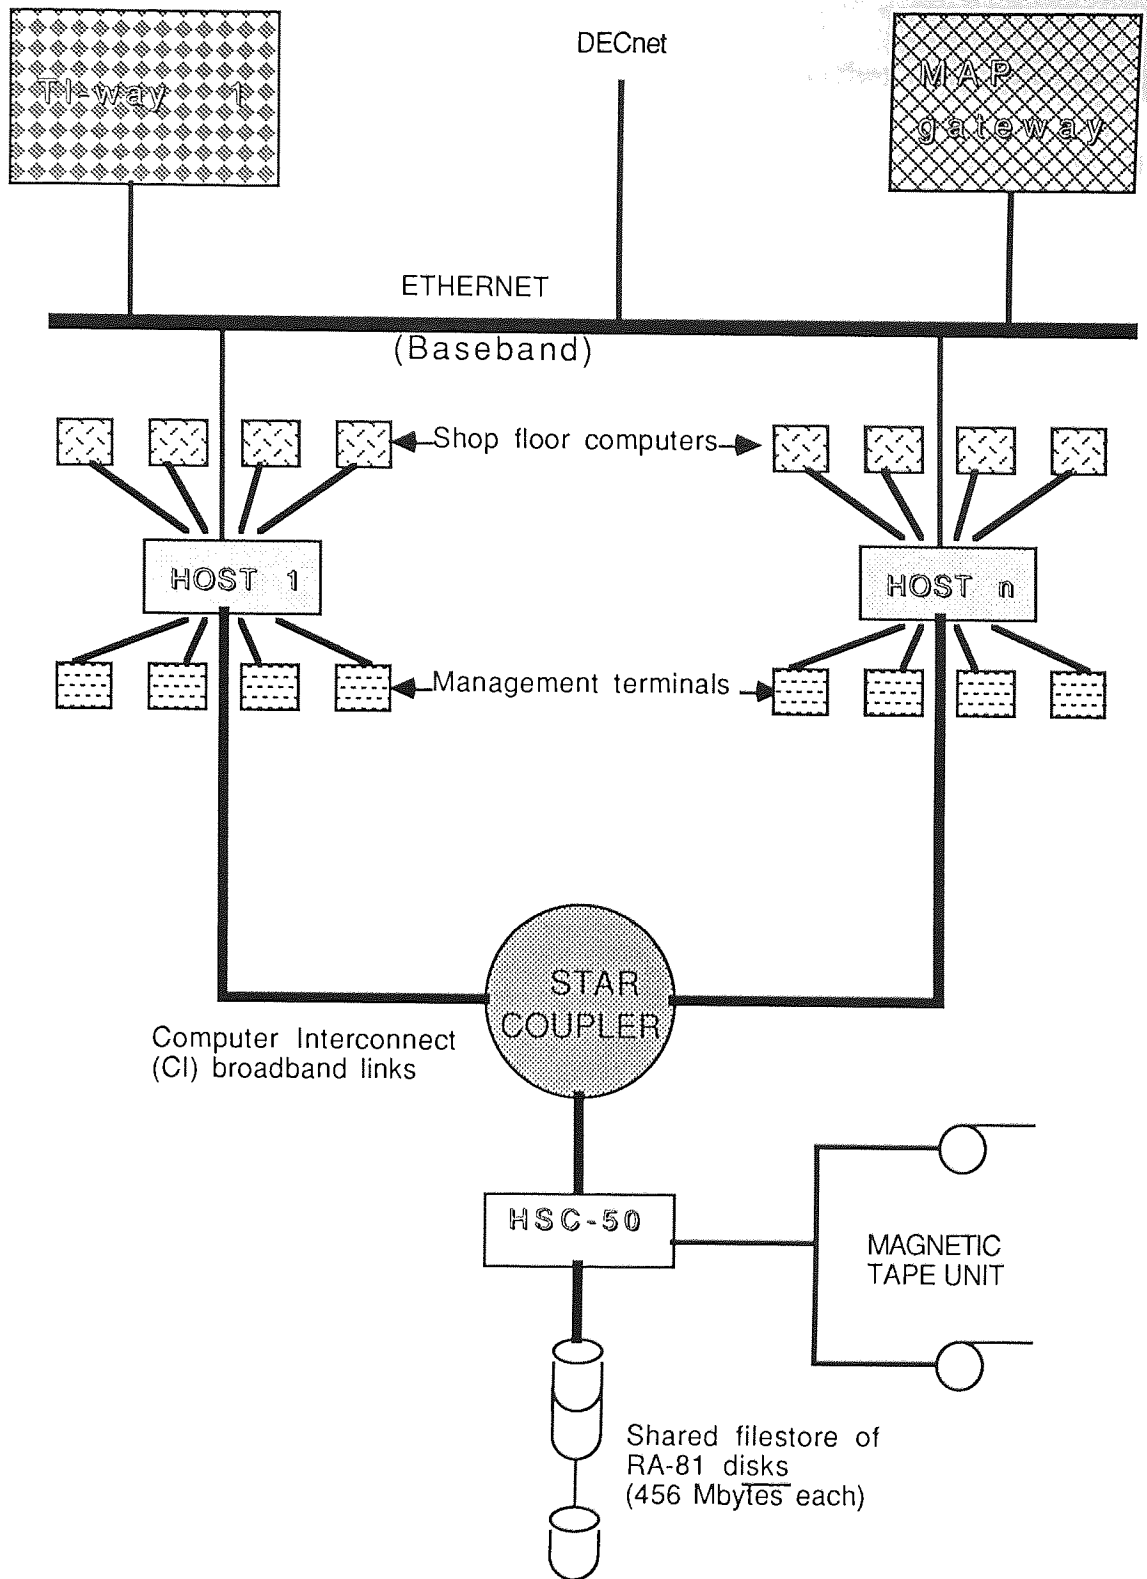 TI-way 1
DECnet
MAP
gateway
ETHERNET
(Baseband)
Shop floor computers
HOST 1
HOST n
Management terminals
STAR
COUPLER
Computer Interconnect
(CI) broadband links
HSC-50
MAGNETIC
TAPE UNIT
Shared filestore of
RA-81 disks
(456 Mbytes each)